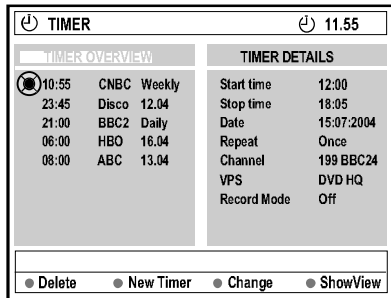 TIMER 11.55
TIMER OVERVIEW
10:55 CNBC Weekly
23:45 Disco 12.04
21:00 BBC2 Daily
06:00 HBO 16.04
08:00 ABC 13.04
TIMER DETAILS
Start time 12:00
Stop time 18:05
Date 15:07:2004
Repeat Once
Channel 199 BBC24
VPS DVD HQ
Record Mode Off
Delete New Timer Change ShowView